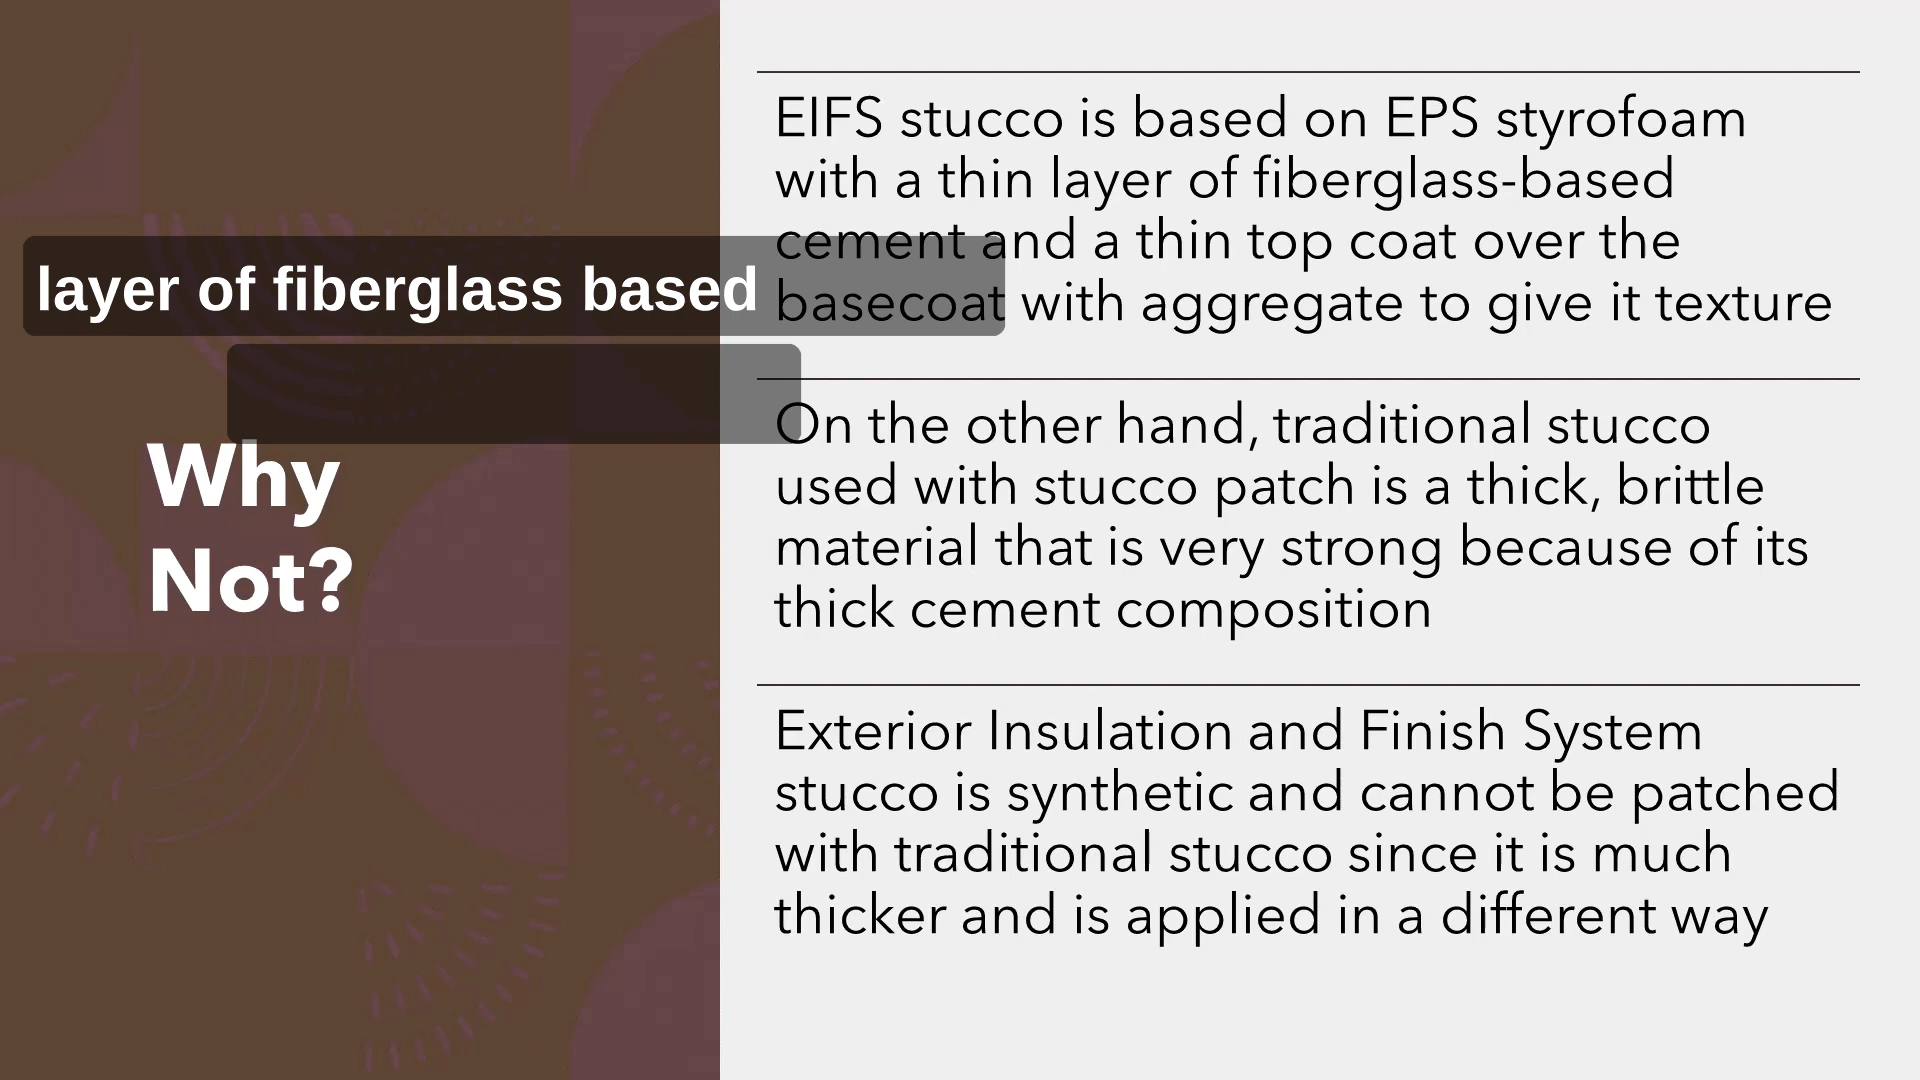 layer of fiberglass based
Why
Not?
EIFS stucco is based on EPS styrofoam
with a thin layer of fiberglass-based
cement and a thin top coat over the
basecoat with aggregate to give it texture
On the other hand, traditional stucco
used with stucco patch is a thick, brittle
material that is very strong because of its
thick cement composition
Exterior Insulation and Finish System
stucco is synthetic and cannot be patched
with traditional stucco since it is much
thicker and is applied in a different way